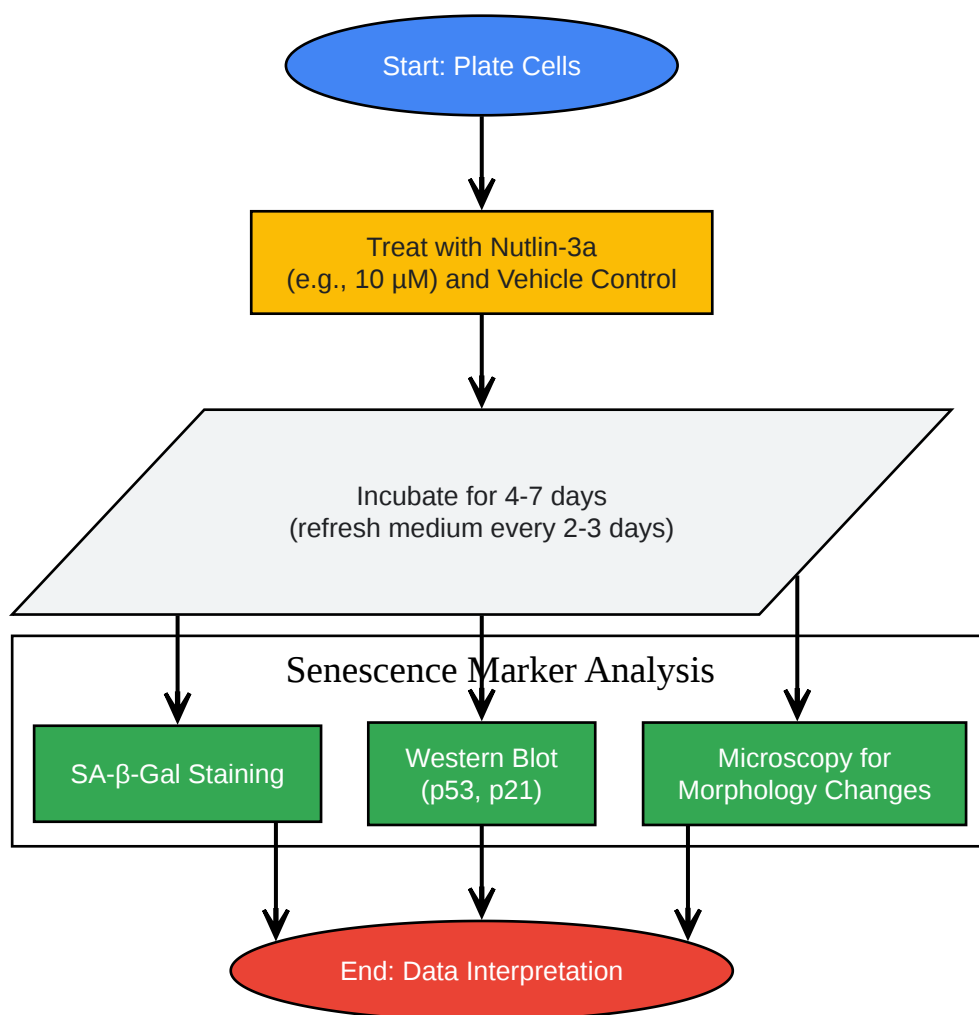 Start: Plate Cells
Treat with Nutlin-3a
(e.g., 10 µM) and Vehicle Control
Incubate for 4-7 days
(refresh medium every 2-3 days)
Senescence Marker Analysis
SA-β-Gal Staining
Western Blot
(p53, p21)
Microscopy for
Morphology Changes
End: Data Interpretation